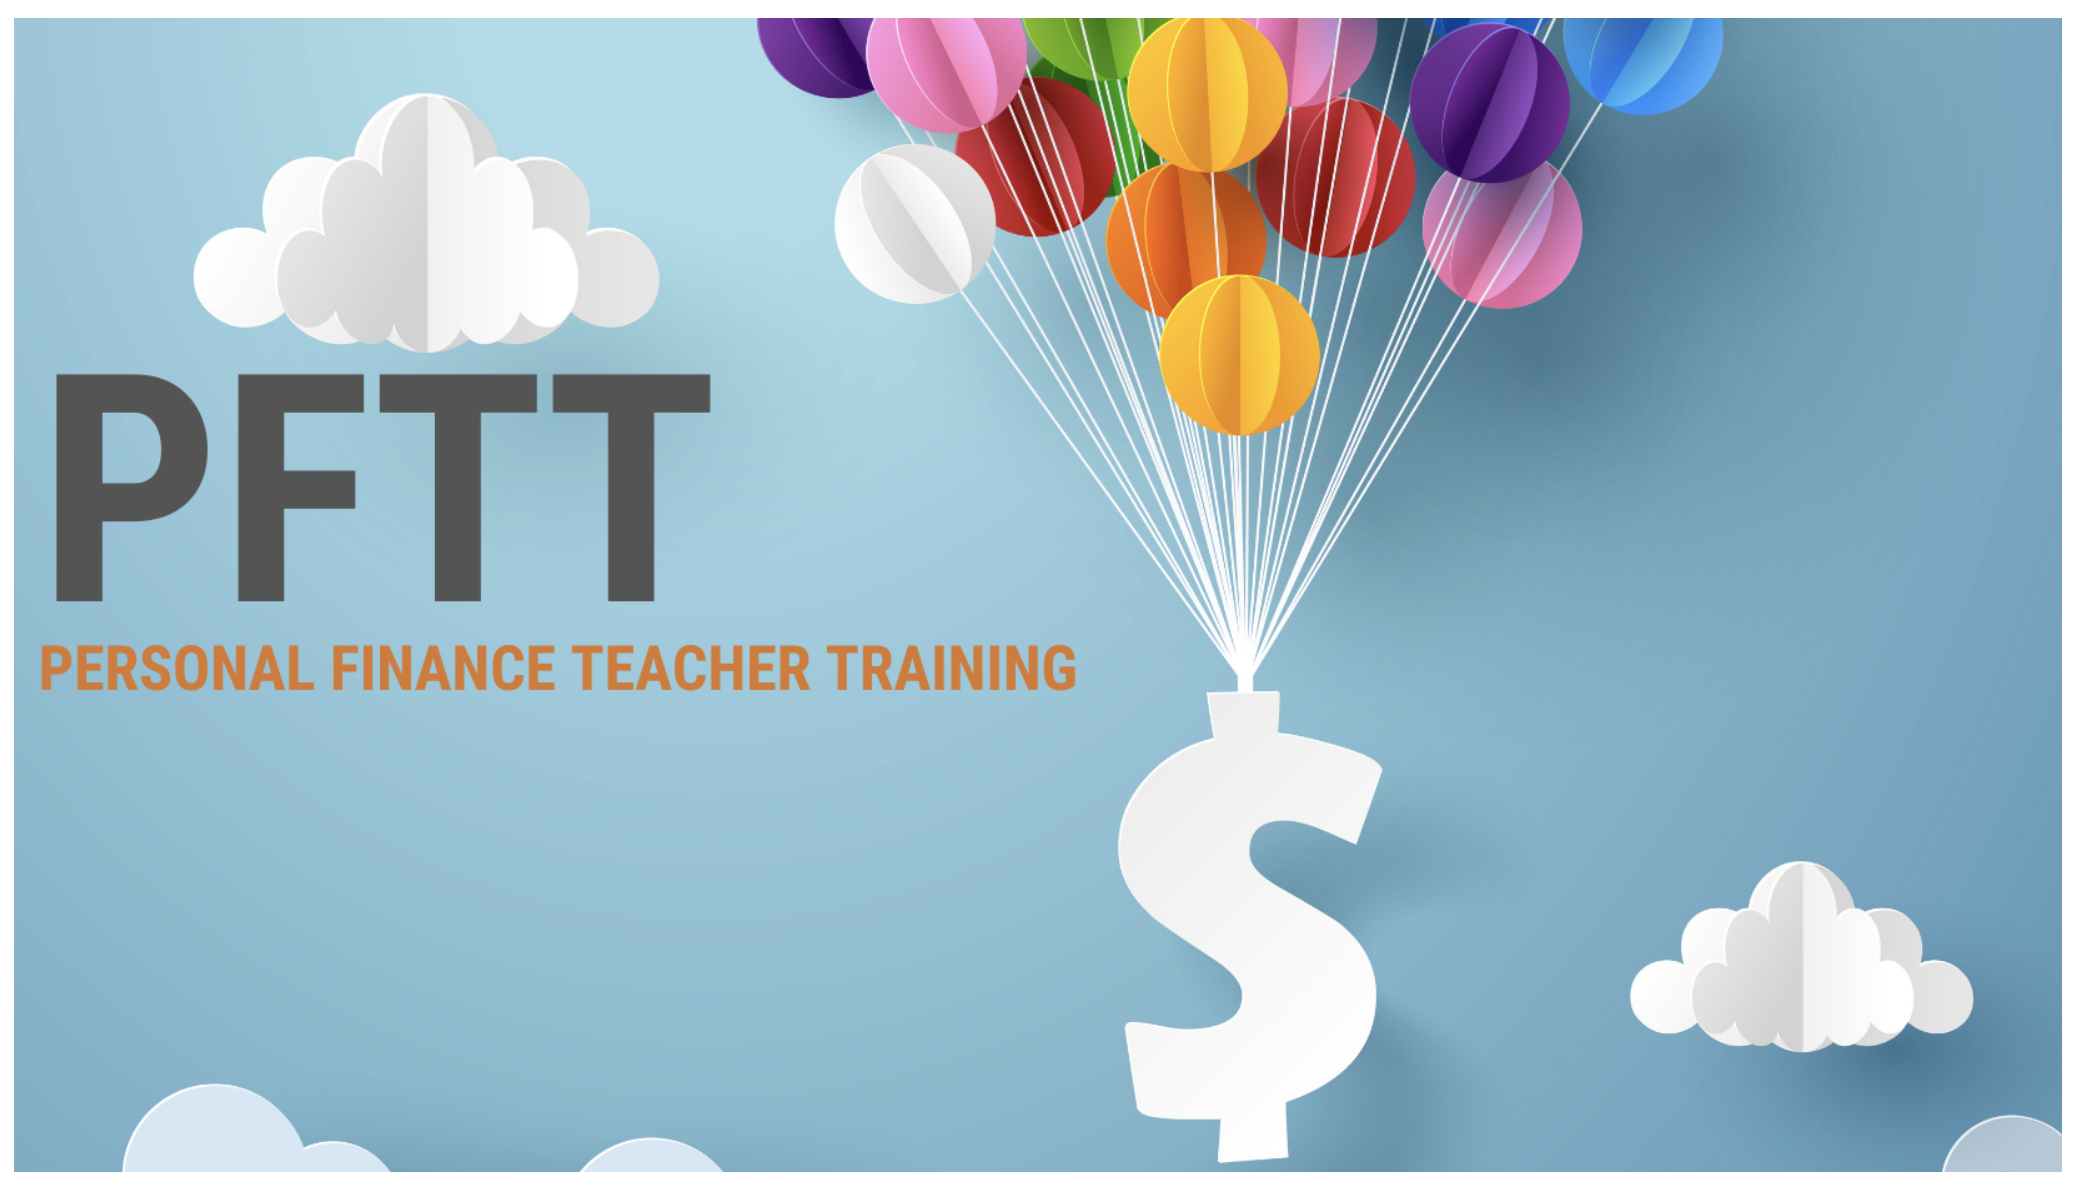 PFTT
PERSONAL FINANCE TEACHER TRAINING
$